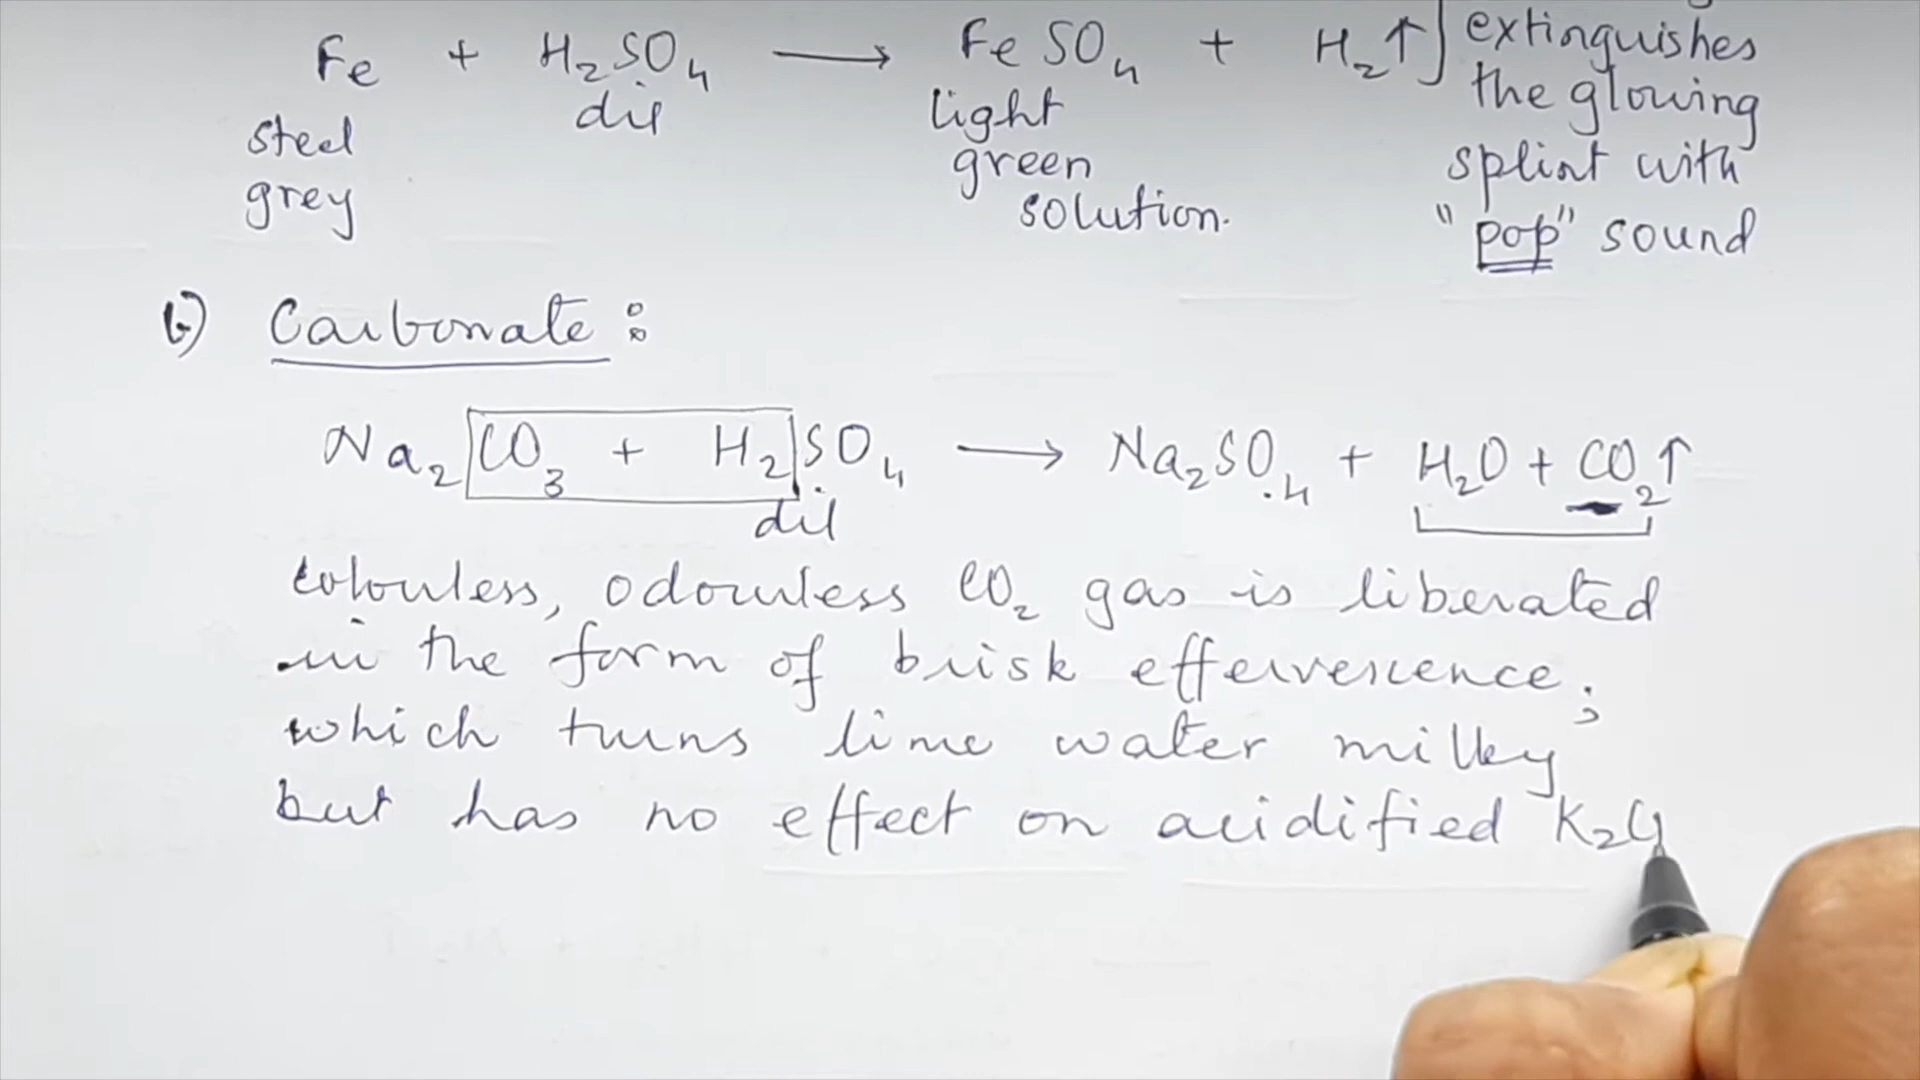 Fe + H₂SO₄ ⟶ FeSO₄ + H₂↑] extinguishes
dil light the glowing
steel green splint with
grey solution. "pop" sound
b) Carbonate :
Na₂CO₃ + H₂SO₄ ⟶ Na₂SO₄ + H₂O + CO₂↑
dil
colourless, odourless CO₂ gas is liberated
in the form of brisk effervescence;
which turns lime water milky
but has no effect on acidified K₂C